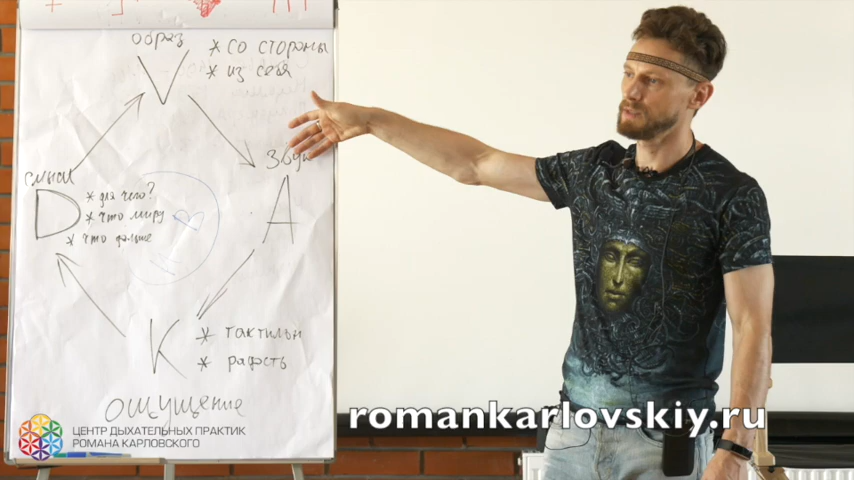 образ
* со стороны
* из себя
V
звук
смысл
D
* для чего?
* что миру
* что дальше
A
K
* тактильн
* радость
ощущение
ЦЕНТР ДЫХАТЕЛЬНЫХ ПРАКТИК
РОМАНА КАРЛОВСКОГО
romankarlovskiy.ru